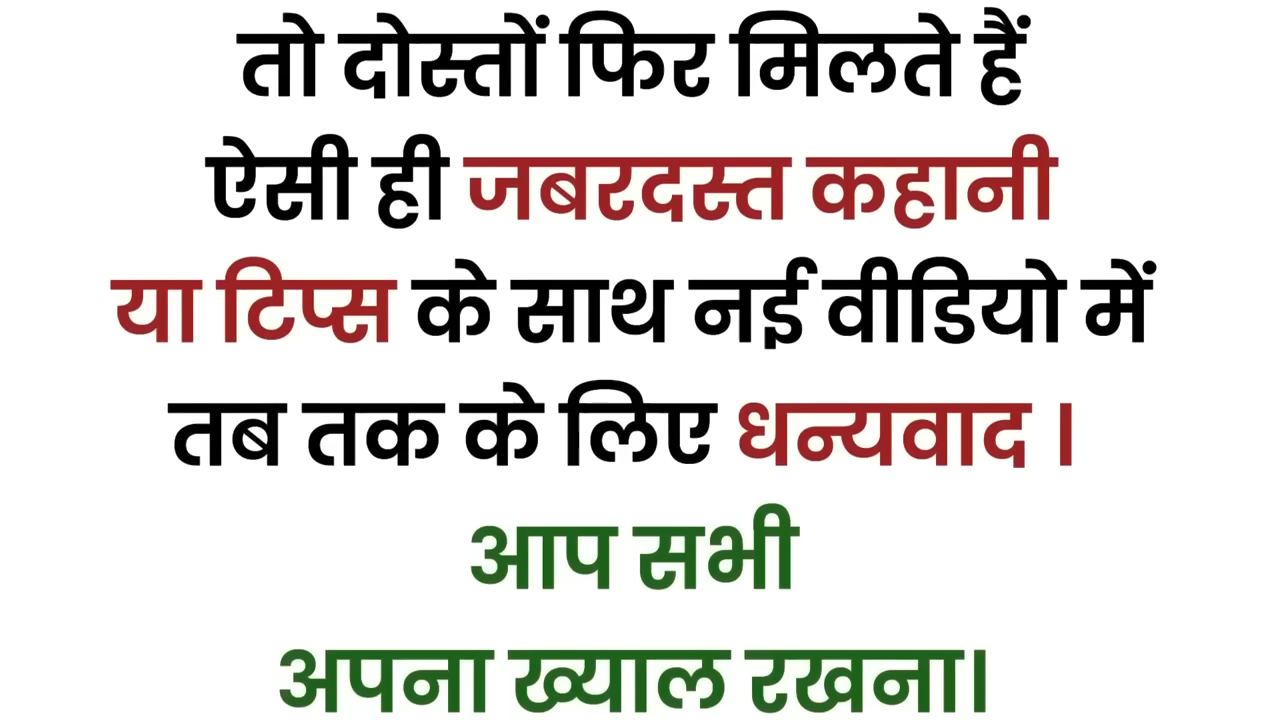 तो दोस्तों फिर मिलते हैं
ऐसी ही जबरदस्त कहानी
या टिप्स के साथ नई वीडियो में
तब तक के लिए धन्यवाद ।
आप सभी
अपना ख्याल रखना।